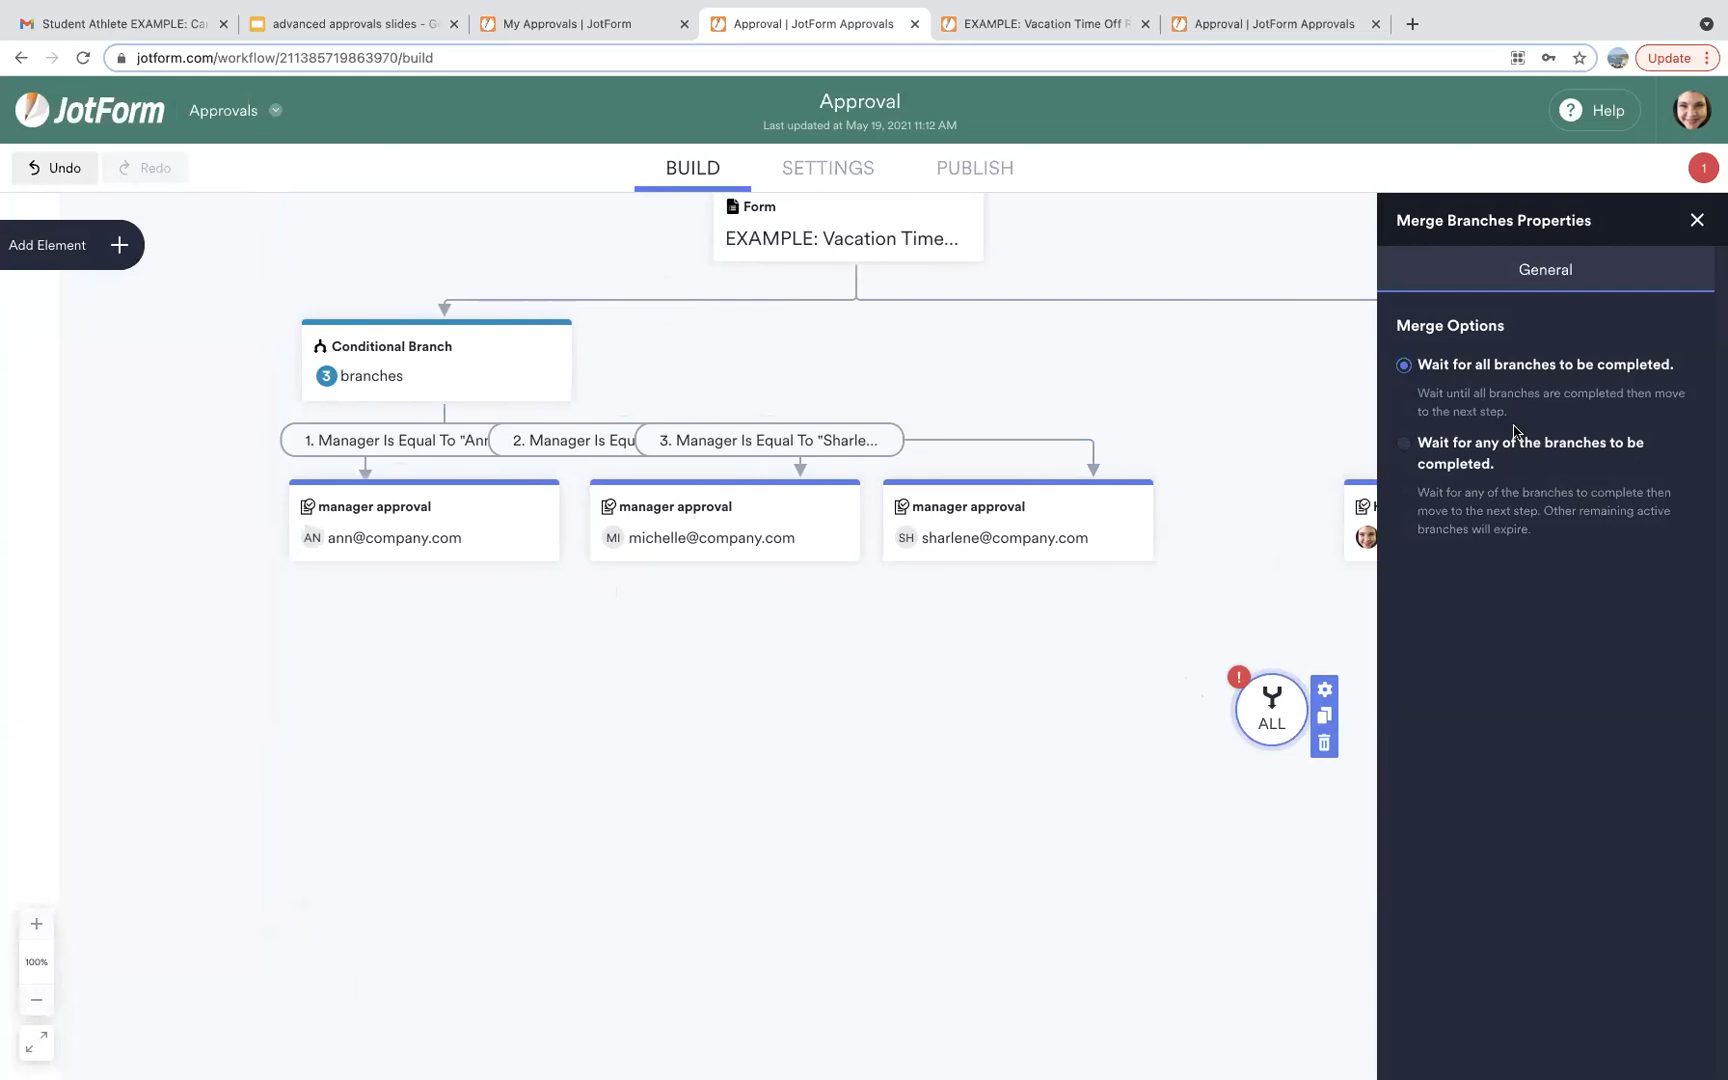 Student Athlete EXAMPLE: Ca
advanced approvals slides - G
My Approvals | JotForm
Approval | JotForm Approvals
EXAMPLE: Vacation Time Off R
Approval | JotForm Approvals
jotform.com/workflow/211385719863970/build
Update
JotForm
Approvals
Approval
Last updated at May 19, 2021 11:12 AM
? Help
Undo
Redo
BUILD
SETTINGS
PUBLISH
1
Add Element
Form
EXAMPLE: Vacation Time...
Conditional Branch
3 branches
1. Manager Is Equal To "Anr
2. Manager Is Equ
3. Manager Is Equal To "Sharle...
manager approval
AN ann@company.com
manager approval
MI michelle@company.com
manager approval
SH sharlene@company.com
!
ALL
Merge Branches Properties
General
Merge Options
Wait for all branches to be completed.
Wait until all branches are completed then move
to the next step.
Wait for any of the branches to be
completed.
Wait for any of the branches to complete then
move to the next step. Other remaining active
branches will expire.
100%